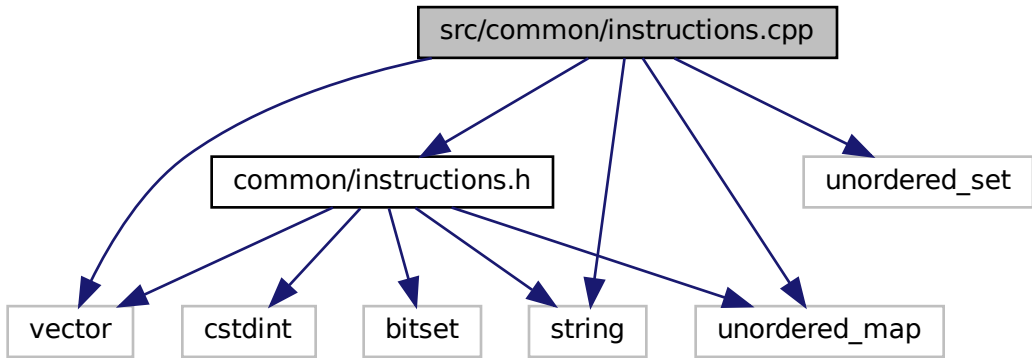 src/common/instructions.cpp
common/instructions.h
unordered_set
vector
cstdint
bitset
string
unordered_map